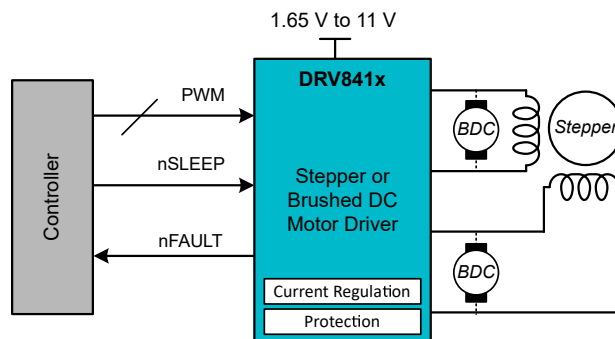 1.65 V to 11 V
DRV841x
Controller
PWM
nSLEEP
nFAULT
Stepper or
Brushed DC
Motor Driver
Current Regulation
Protection
BDC
Stepper
BDC